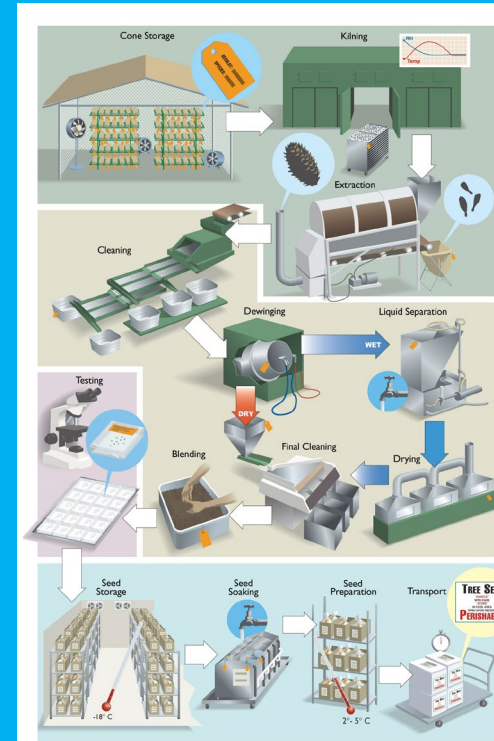 Cone Storage
Kilning
RH
Temp
Extraction
Cleaning
Dewinging
Liquid Separation
WET
Testing
DRY
Blending
Final Cleaning
Drying
Seed
Storage
Seed
Soaking
Seed
Preparation
Transport
TREE SE
PERISHAB
-18° C
2°- 5° C